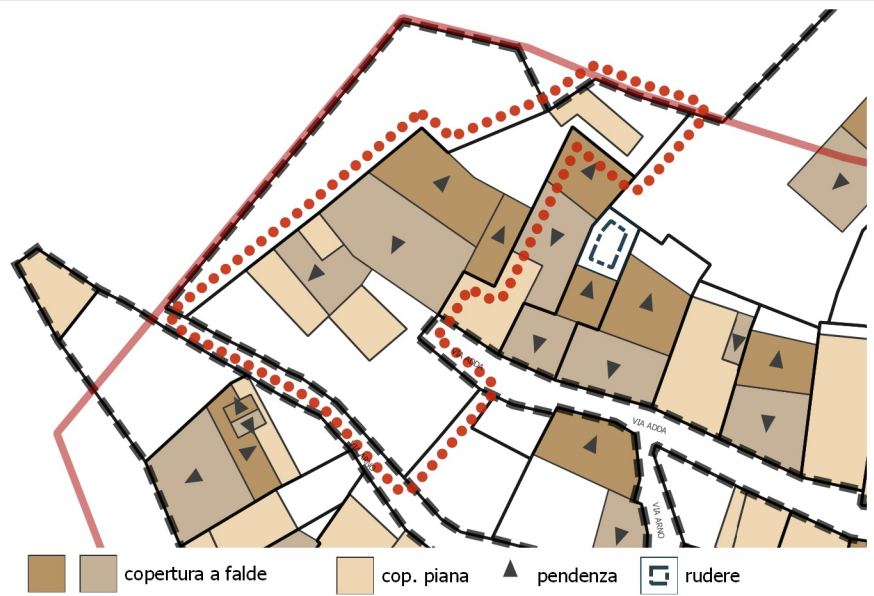 VIA ADDA
VIA ADDA
VIA ARNO
copertura a falde
cop. piana
pendenza
rudere